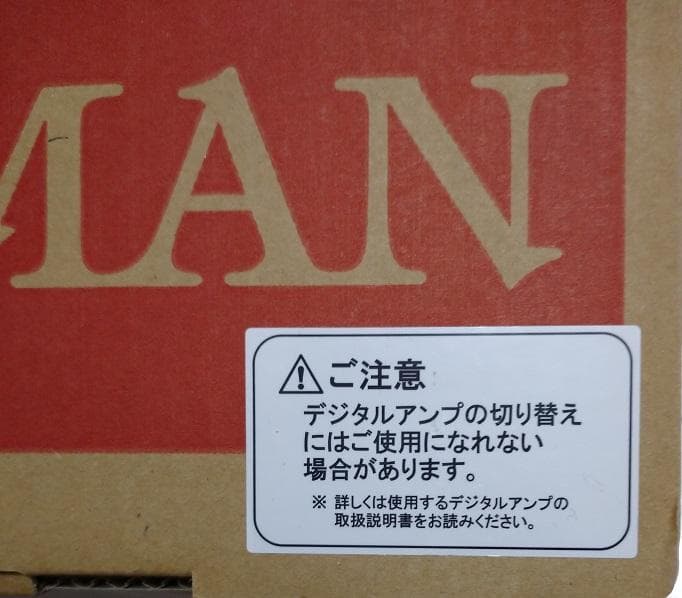 MAN
ご注意
デジタルアンプの切り替え
にはご使用になれない
場合があります。
※ 詳しくは使用するデジタルアンプの
取扱説明書をお読みください。